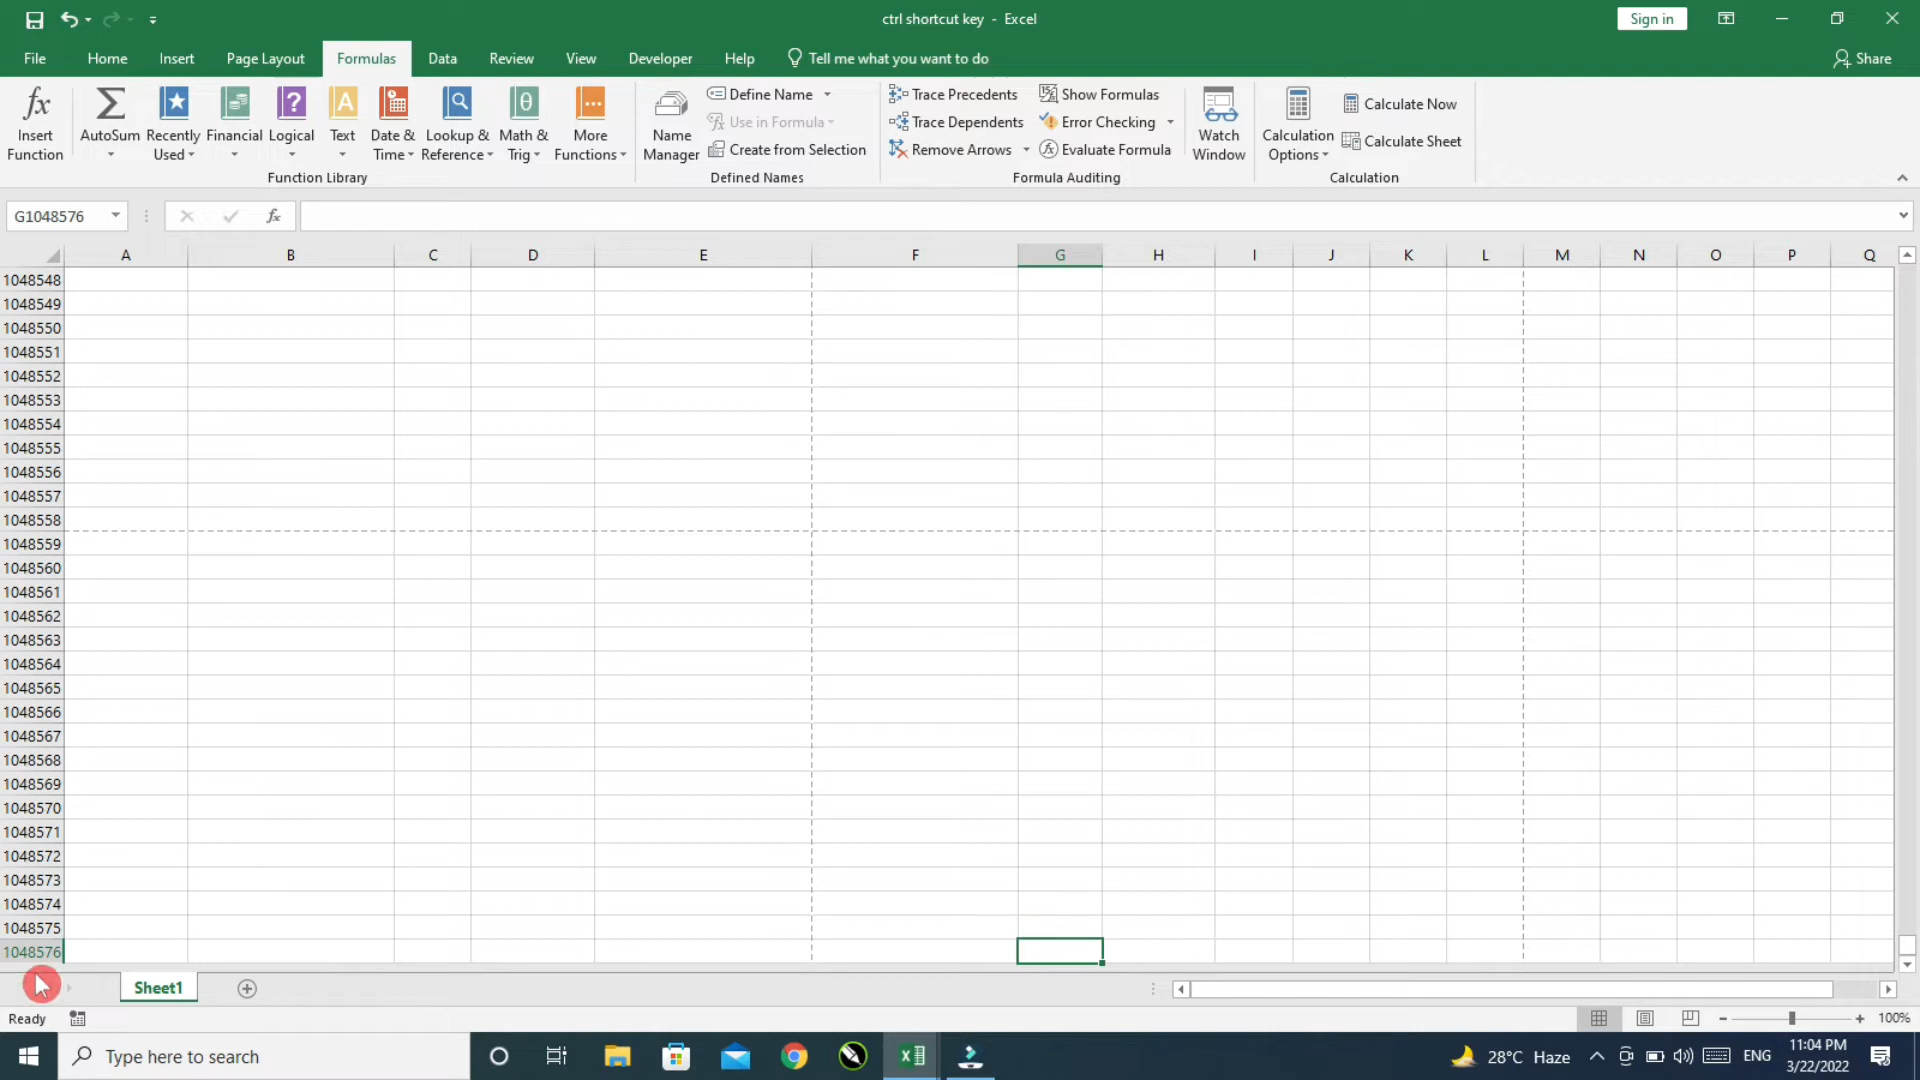 ctrl shortcut key - Excel
Sign in
File Home Insert Page Layout Formulas Data Review View Developer Help Tell me what you want to do Share
Insert Function
AutoSum
Recently Used
Financial
Logical
Text
Date & Time
Lookup & Reference
Math & Trig
More Functions
Function Library
Name Manager
Define Name
Use in Formula
Create from Selection
Defined Names
Trace Precedents
Trace Dependents
Remove Arrows
Show Formulas
Error Checking
Evaluate Formula
Formula Auditing
Watch Window
Calculation Options
Calculate Now
Calculate Sheet
Calculation
G1048576
fx
A B C D E F G H I J K L M N O P Q
1048548
1048549
1048550
1048551
1048552
1048553
1048554
1048555
1048556
1048557
1048558
1048559
1048560
1048561
1048562
1048563
1048564
1048565
1048566
1048567
1048568
1048569
1048570
1048571
1048572
1048573
1048574
1048575
1048576
Sheet1
Ready
100%
Type here to search
28°C Haze
ENG
11:04 PM
3/22/2022